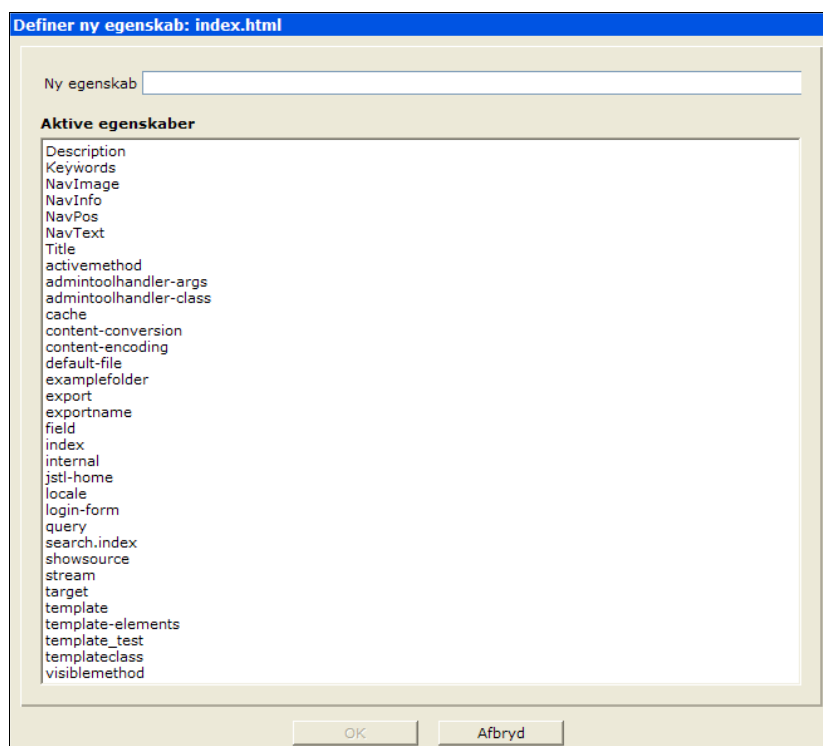 Definer ny egenskab: index.html
Ny egenskab
Aktive egenskaber
Description
Keywords
NavImage
NavInfo
NavPos
NavText
Title
activemethod
admintoolhandler-args
admintoolhandler-class
cache
content-conversion
content-encoding
default-file
examplefolder
export
exportname
field
index
internal
jstl-home
locale
login-form
query
search.index
showsource
stream
target
template
template-elements
template_test
templateclass
visiblemethod
OK Afbryd